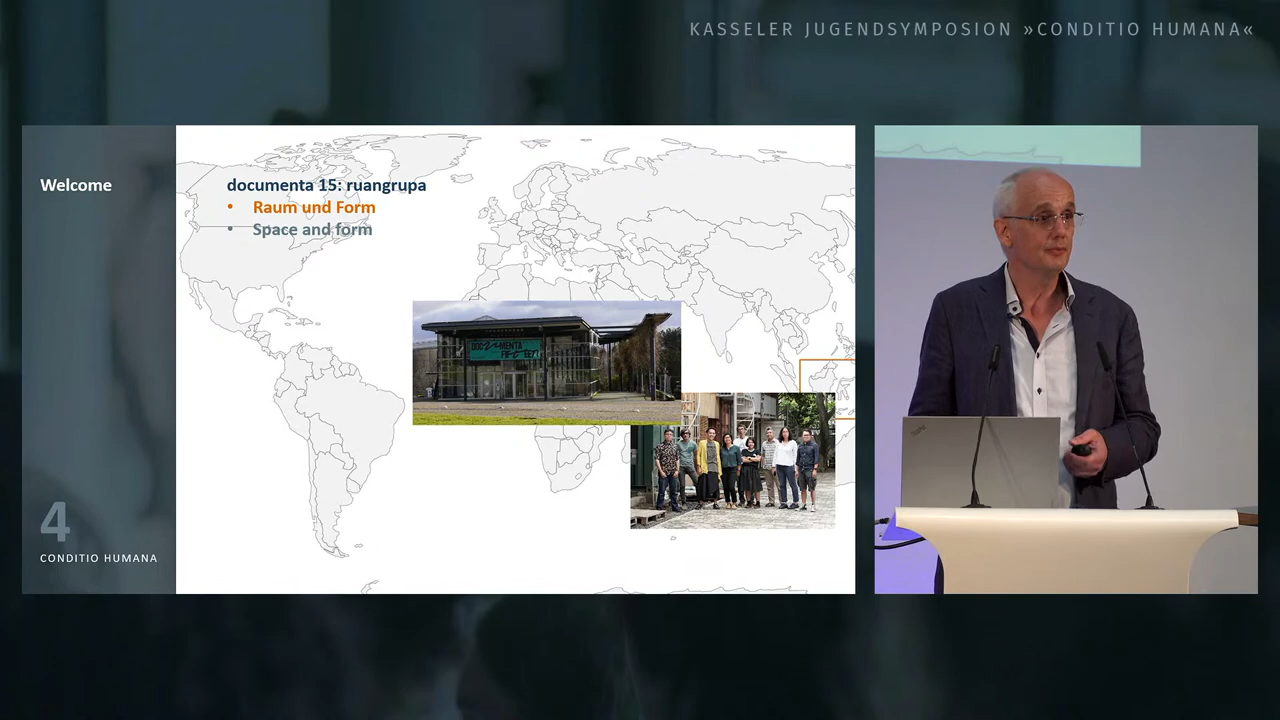 KASSELER JUGENDSYMPOSION »CONDITIO HUMANA«
Welcome
documenta 15: ruangrupa
• Raum und Form
• Space and form
4
CONDITIO HUMANA